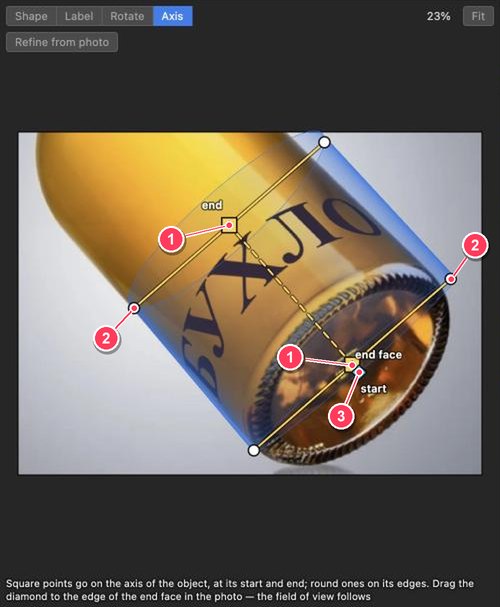 Shape Label Rotate Axis 23% Fit
Refine from photo
end
1
2
БУХЛО
2
1
end face
start
3
Square points go on the axis of the object, at its start and end; round ones on its edges. Drag the
diamond to the edge of the end face in the photo — the field of view follows